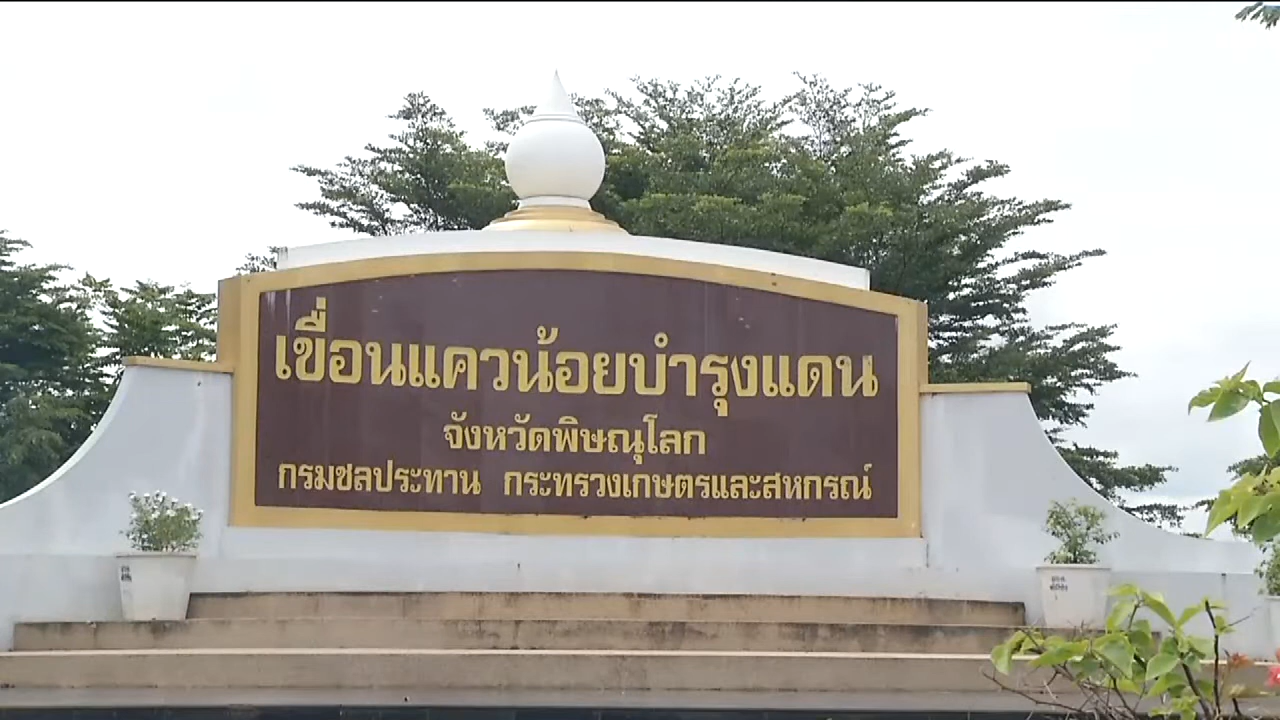 เขื่อนแควน้อยบำรุงแดน
จังหวัดพิษณุโลก
กรมชลประทาน กระทรวงเกษตรและสหกรณ์